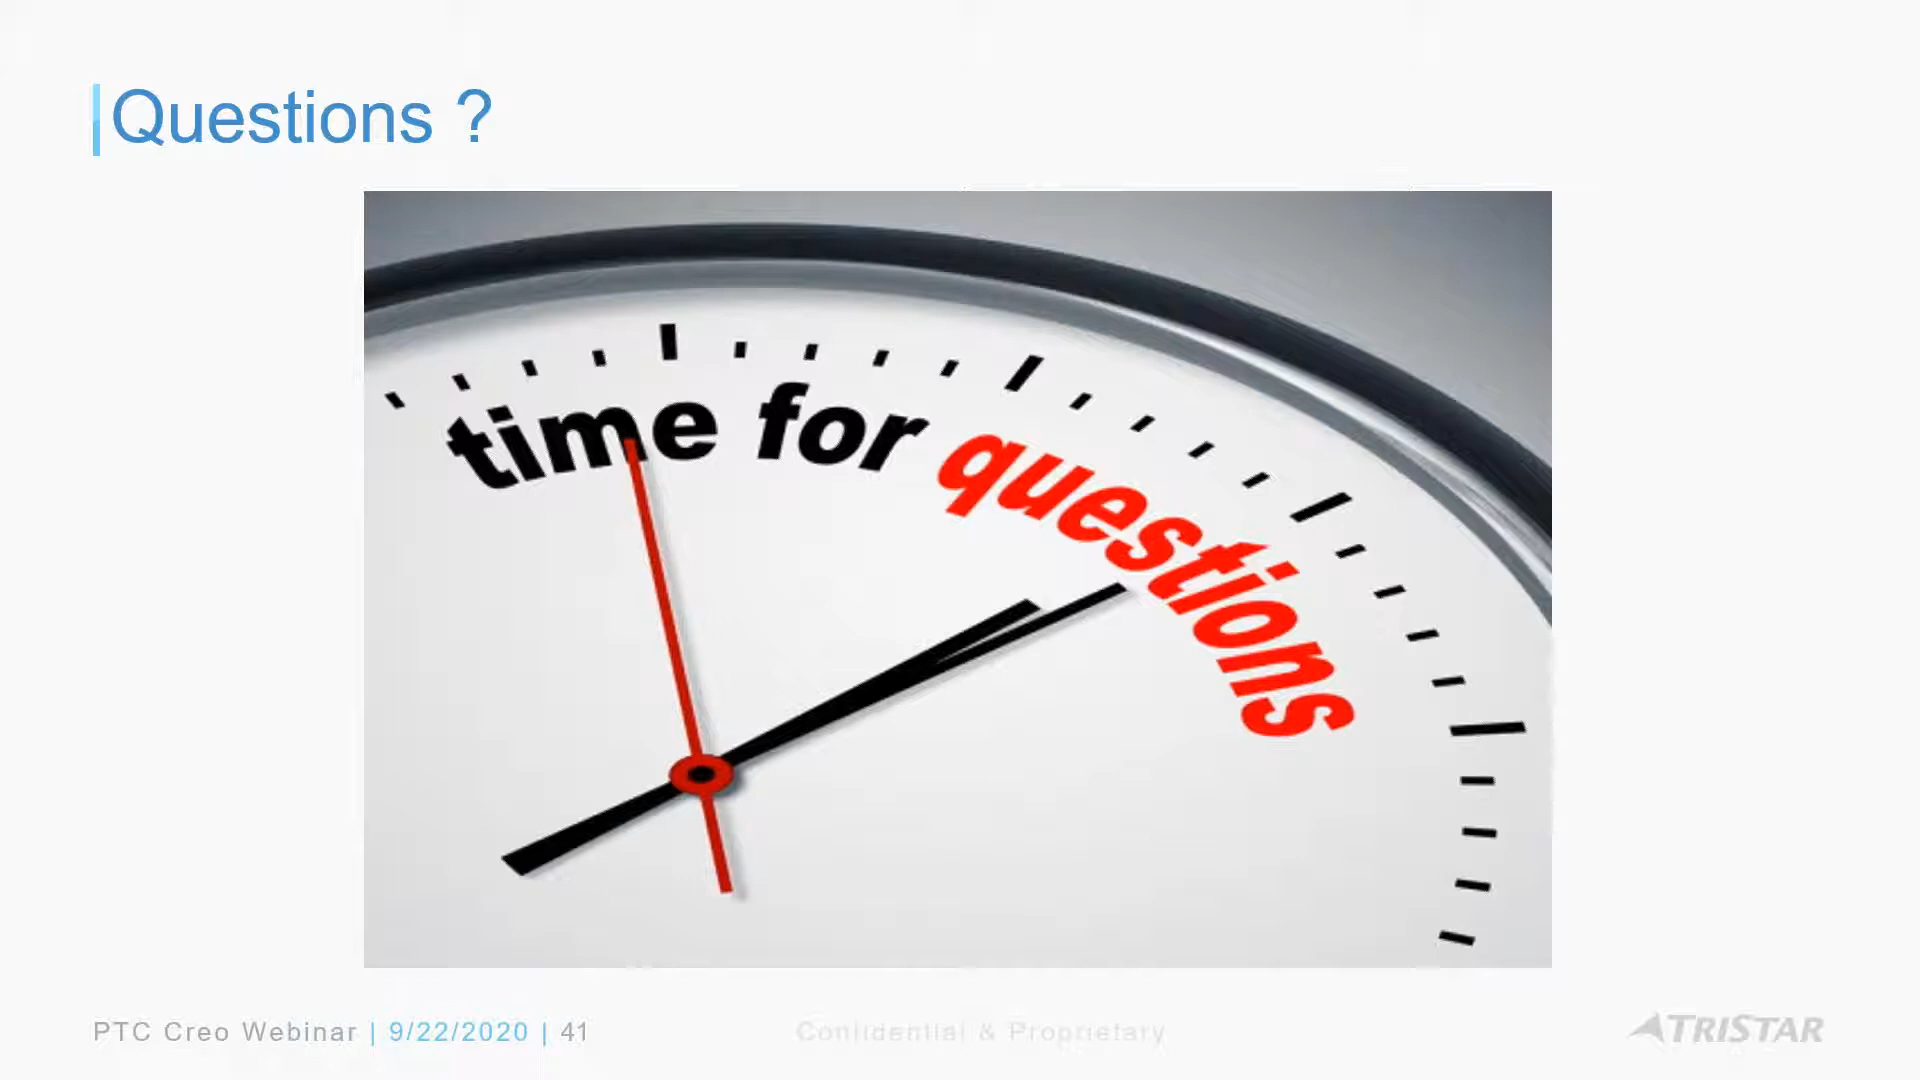 Questions ?
time for questions
PTC Creo Webinar | 9/22/2020 | 41
Confidential & Proprietary
TRISTAR